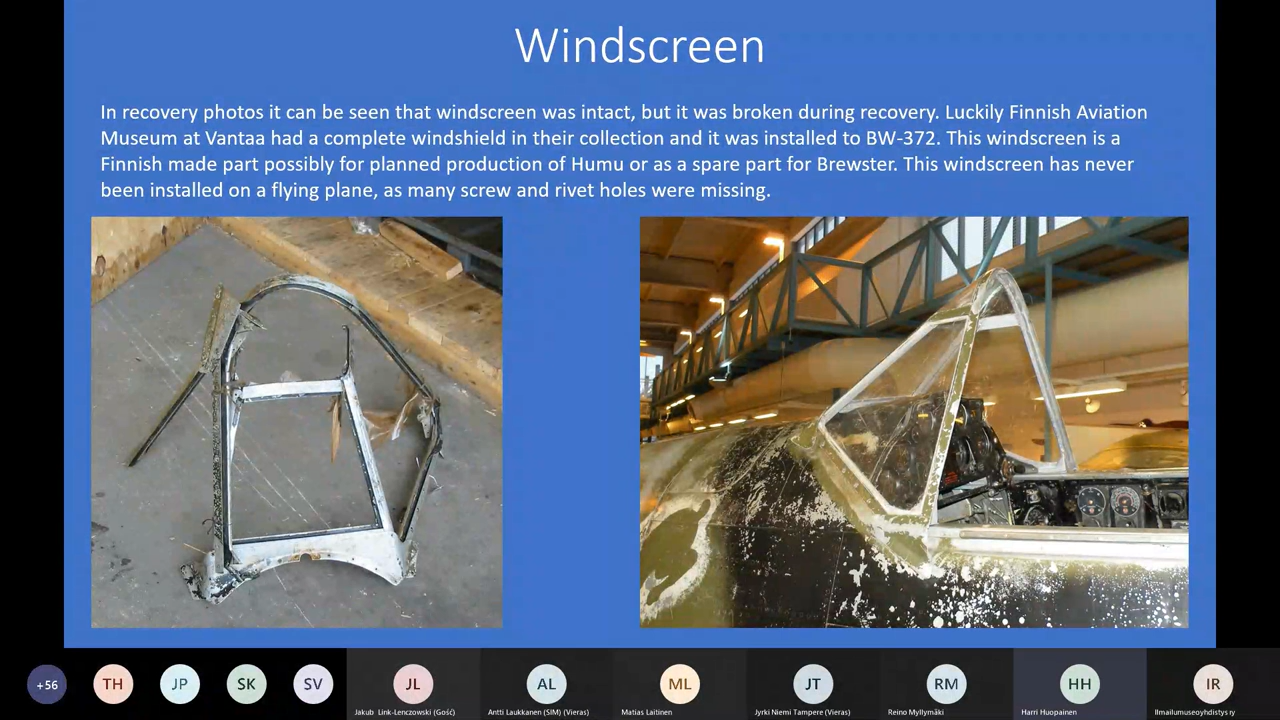 Windscreen
In recovery photos it can be seen that windscreen was intact, but it was broken during recovery. Luckily Finnish Aviation
Museum at Vantaa had a complete windshield in their collection and it was installed to BW-372. This windscreen is a
Finnish made part possibly for planned production of Humu or as a spare part for Brewster. This windscreen has never
been installed on a flying plane, as many screw and rivet holes were missing.
+56
TH
JP
SK
SV
JL
AL
ML
JT
RM
HH
IR
Jakub Link-Lenczowski (Gość)
Antti Laukkanen (SIM) (Vieras)
Matias Laitinen
Jyrki Niemi Tampere (Vieras)
Reino Myllymäki
Harri Huopainen
Ilmailumuseoyhdistys ry